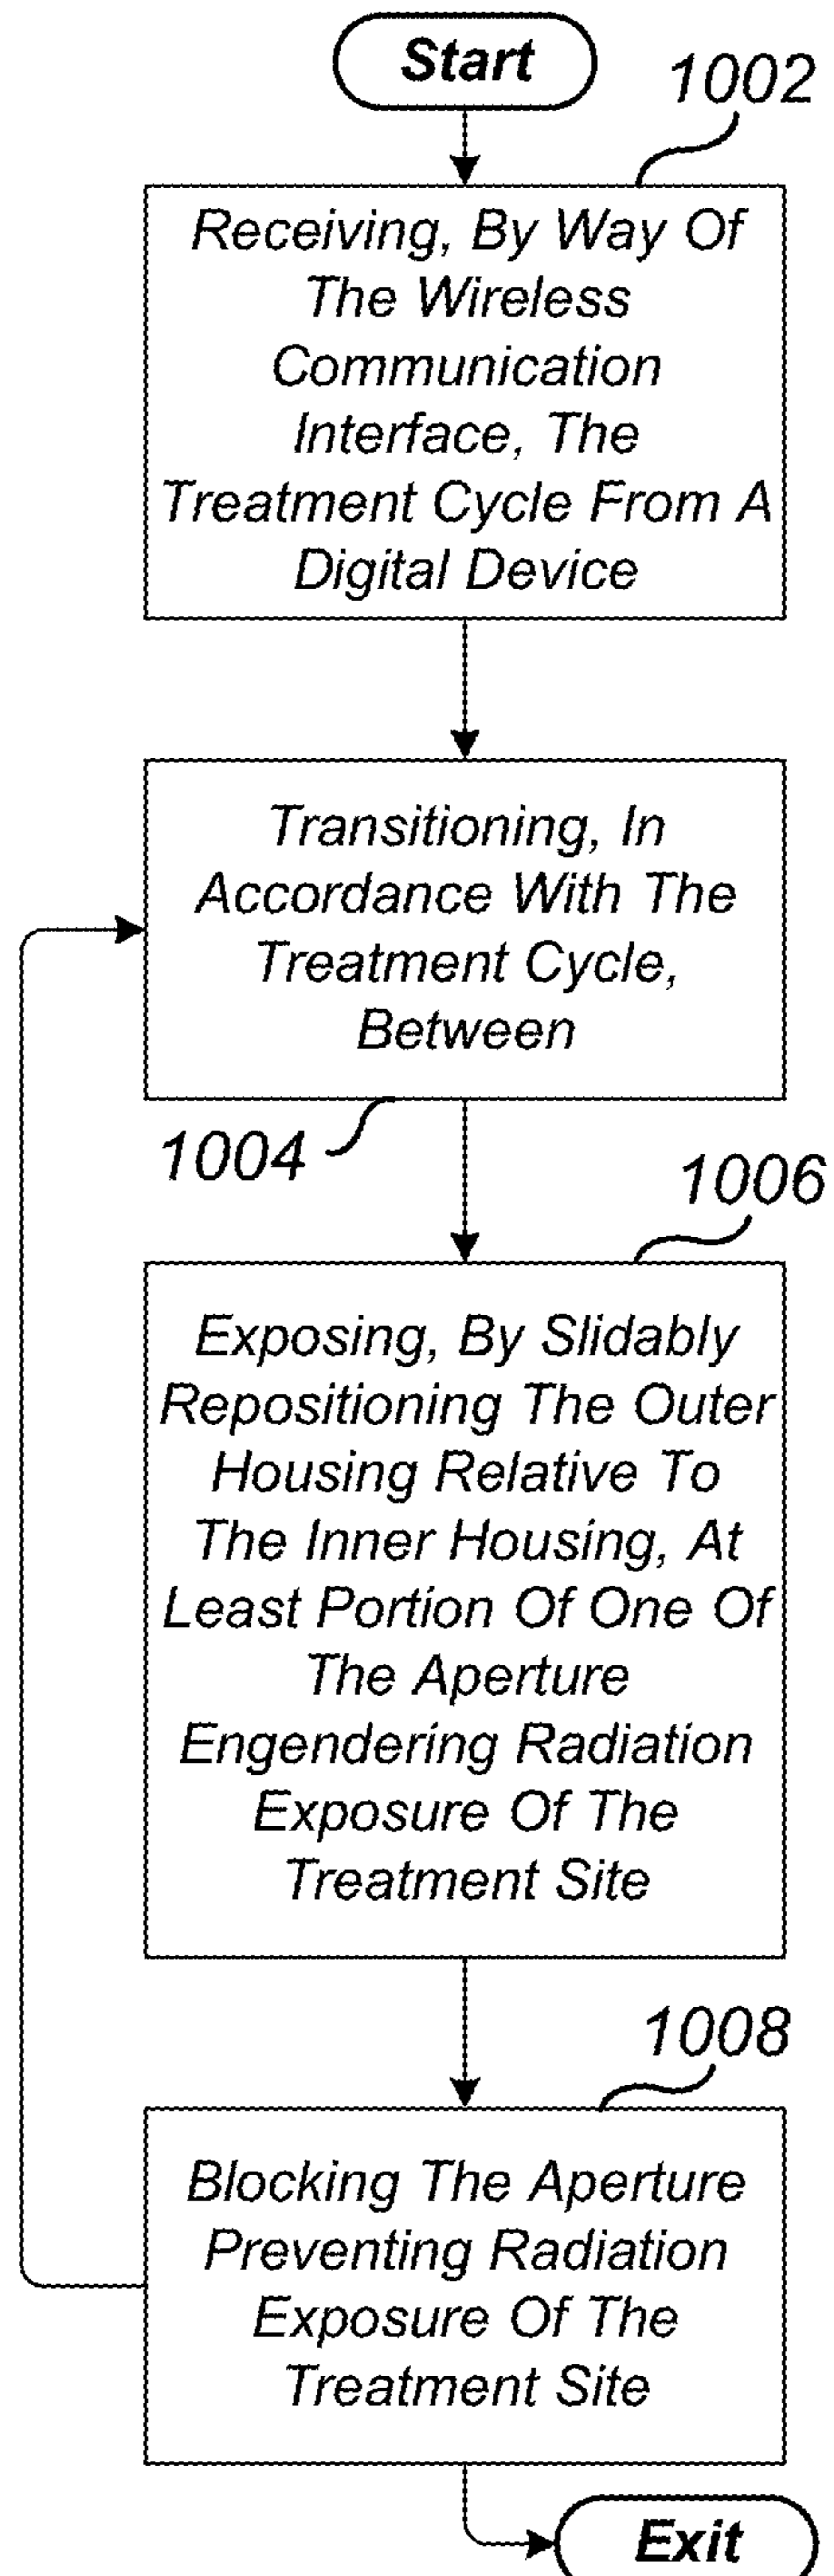 Start
1002
Receiving, By Way Of
The Wireless
Communication
Interface, The
Treatment Cycle From A
Digital Device
Transitioning, In
Accordance With The
Treatment Cycle,
Between
1004
1006
Exposing, By Slidably
Repositioning The Outer
Housing Relative To
The Inner Housing, At
Least Portion Of One Of
The Aperture
Engendering Radiation
Exposure Of The
Treatment Site
1008
Blocking The Aperture
Preventing Radiation
Exposure Of The
Treatment Site
Exit